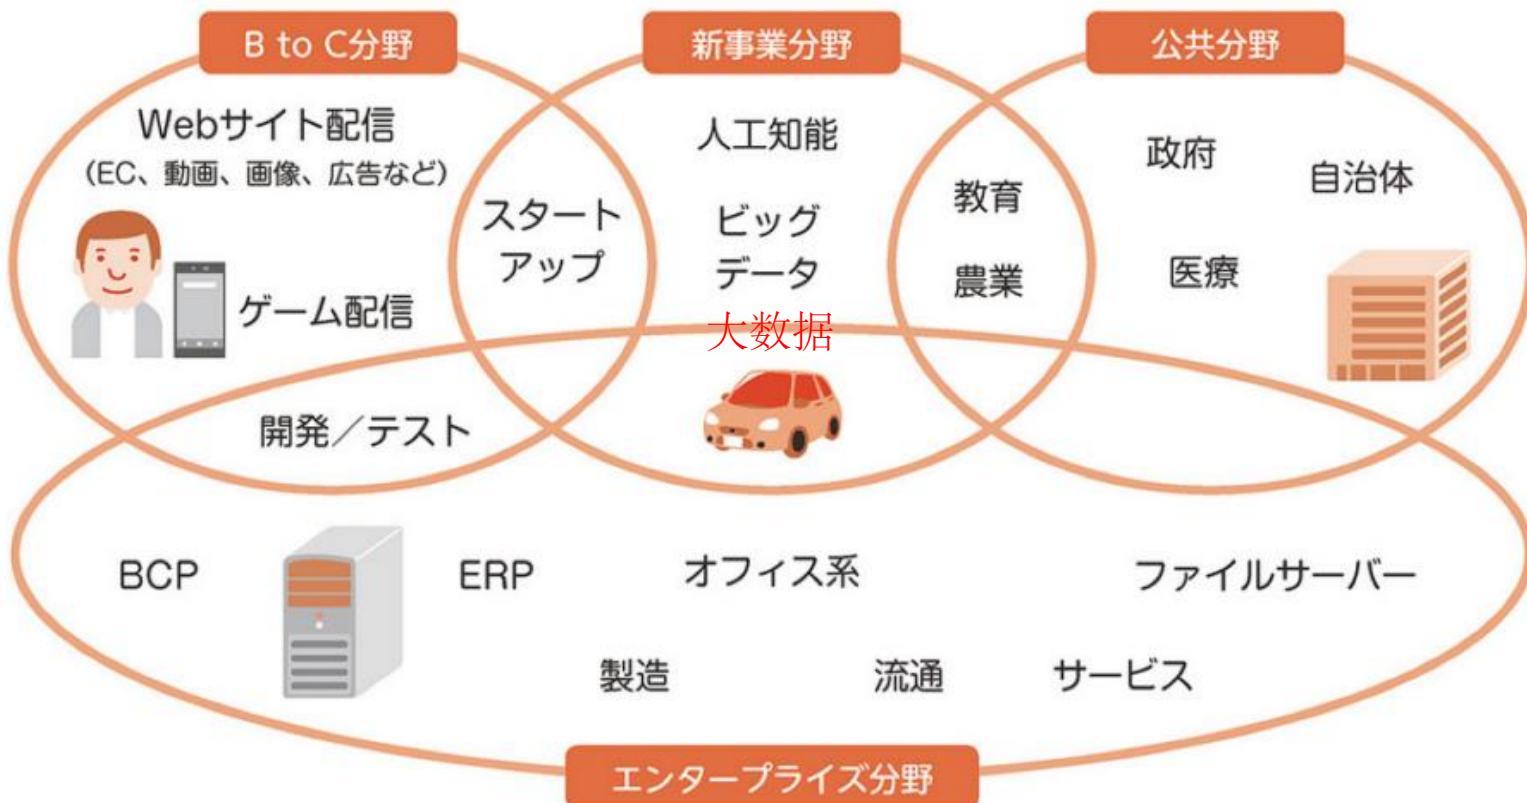 B to C分野
新事業分野
公共分野
Webサイト配信
（EC、動画、画像、広告など）
ゲーム配信
スタート
アップ
人工知能
ビッグ
データ
大数据
教育
農業
政府
自治体
医療
開発／テスト
BCP
ERP
オフィス系
ファイルサーバー
製造
流通
サービス
エンタープライズ分野